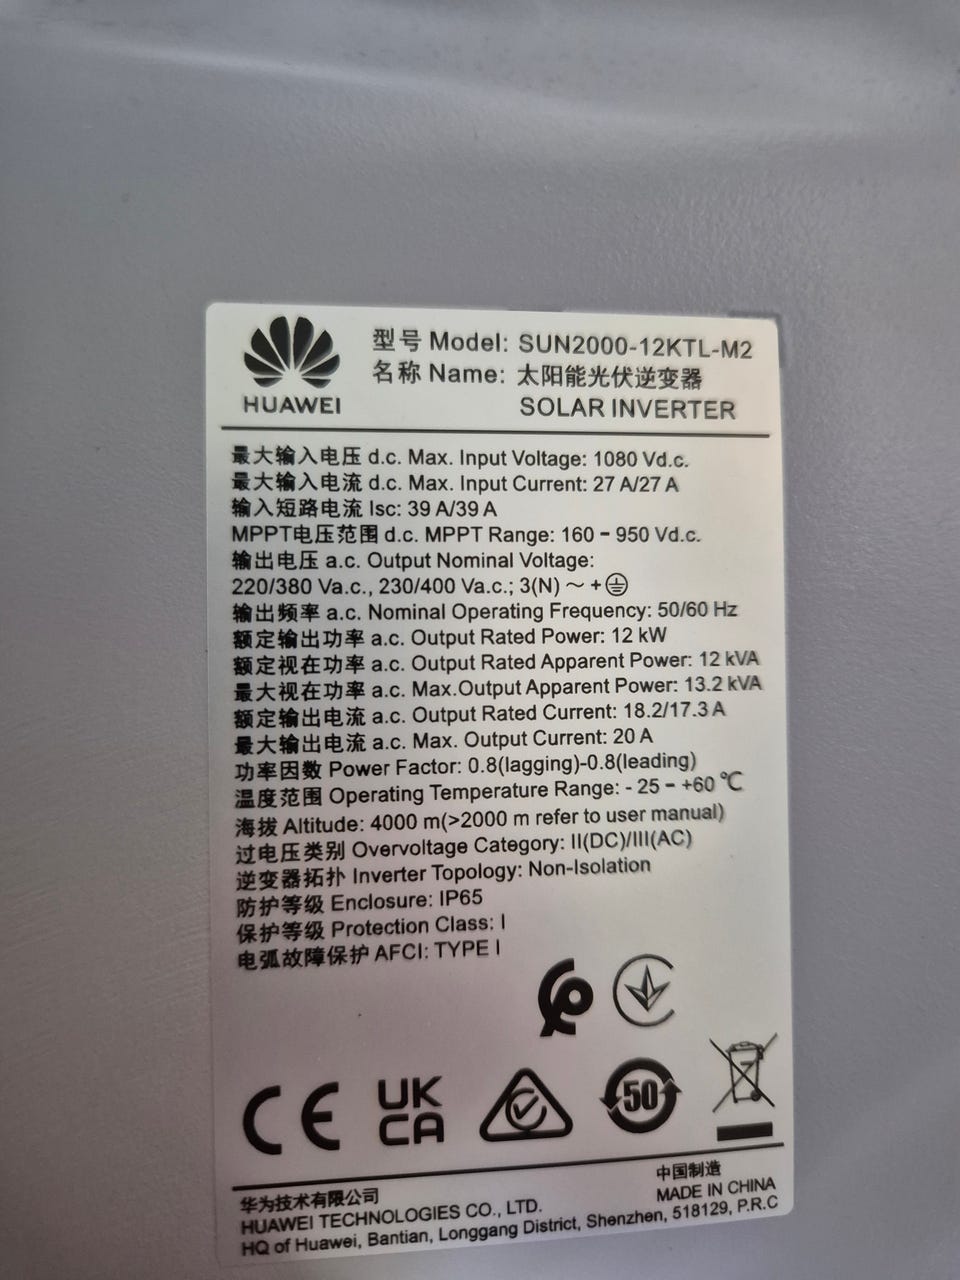 HUAWEI
型号 Model: SUN2000-12KTL-M2
名称 Name: 太阳能光伏逆变器
SOLAR INVERTER
最大输入电压 d.c. Max. Input Voltage: 1080 Vd.c.
最大输入电流 d.c. Max. Input Current: 27 A/27 A
输入短路电流 Isc: 39 A/39 A
MPPT电压范围 d.c. MPPT Range: 160 – 950 Vd.c.
输出电压 a.c. Output Nominal Voltage:
220/380 Va.c., 230/400 Va.c.; 3(N) ～ +⏚
输出频率 a.c. Nominal Operating Frequency: 50/60 Hz
额定输出功率 a.c. Output Rated Power: 12 kW
额定视在功率 a.c. Output Rated Apparent Power: 12 kVA
最大视在功率 a.c. Max.Output Apparent Power: 13.2 kVA
额定输出电流 a.c. Output Rated Current: 18.2/17.3 A
最大输出电流 a.c. Max. Output Current: 20 A
功率因数 Power Factor: 0.8(lagging)-0.8(leading)
温度范围 Operating Temperature Range: - 25 – +60 ℃
海拔 Altitude: 4000 m(>2000 m refer to user manual)
过电压类别 Overvoltage Category: II(DC)/III(AC)
逆变器拓扑 Inverter Topology: Non-Isolation
防护等级 Enclosure: IP65
保护等级 Protection Class: I
电弧故障保护 AFCI: TYPE I
CE UK CA 50
华为技术有限公司 中国制造
HUAWEI TECHNOLOGIES CO., LTD. MADE IN CHINA
HQ of Huawei, Bantian, Longgang District, Shenzhen, 518129, P.R.C